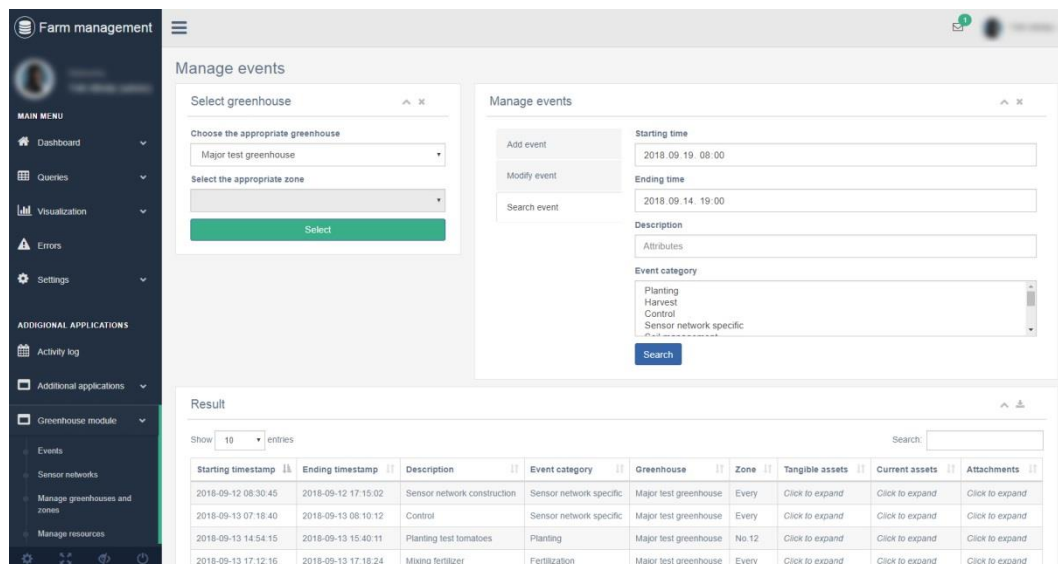 Farm management
1
MAIN MENU
Dashboard
Queries
Visualization
Errors
Settings
ADDIGIONAL APPLICATIONS
Activity log
Additional applications
Greenhouse module
Events
Sensor networks
Manage greenhouses and
zones
Manage resources
Manage events
Select greenhouse
Choose the appropriate greenhouse
Major test greenhouse
Select the appropriate zone
Select
Manage events
Add event
Modify event
Search event
Starting time
2018.09.19. 08:00
Ending time
2018.09.14. 19:00
Description
Attributes
Event category
Planting
Harvest
Control
Sensor network specific
Search
Result
Show 10 entries
Search:
Starting timestamp Ending timestamp Description Event category Greenhouse Zone Tangible assets Current assets Attachments
2018-09-12 08:30:45 2018-09-12 17:15:02 Sensor network construction Sensor network specific Major test greenhouse Every Click to expand Click to expand Click to expand
2018-09-13 07:18:40 2018-09-13 08:10:12 Control Sensor network specific Major test greenhouse Every Click to expand Click to expand Click to expand
2018-09-13 14:54:15 2018-09-13 15:40:11 Planting test tomatoes Planting Major test greenhouse No.12 Click to expand Click to expand Click to expand
2018-09-13 17:12:16 2018-09-13 17:18:24 Mixing fertilizer Fertilization Major test greenhouse Every Click to expand Click to expand Click to expand